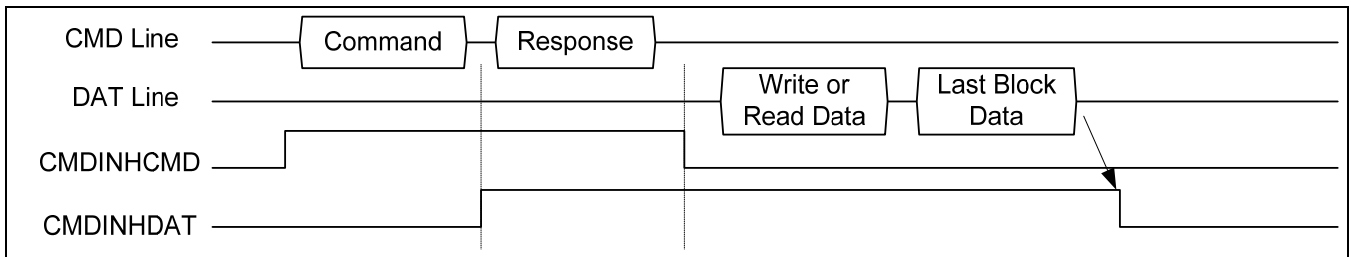 CMD Line
Command
Response
DAT Line
Write or
Read Data
Last Block
Data
CMDINHCMD
CMDINHDAT